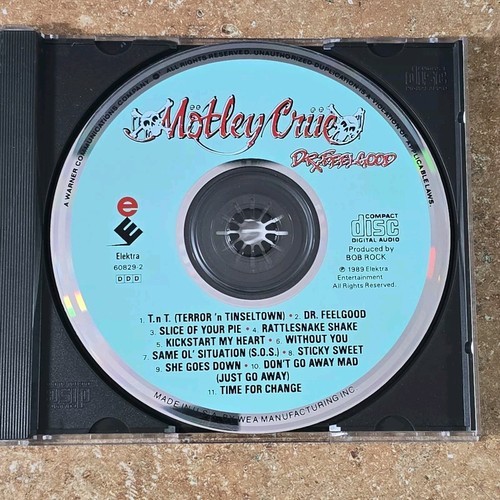 A WARNER COMMUNICATIONS COMPANY ℗ ALL RIGHTS RESERVED. UNAUTHORIZED DUPLICATION IS A VIOLATION OF APPLICABLE LAWS.
Mötley Crüe
DR. FEELGOOD
e
E
Elektra
60829-2
DDD
COMPACT
disc
DIGITAL AUDIO
Produced by
BOB ROCK
℗ 1989 Elektra
Entertainment
All Rights Reserved.
1. T.n T. (TERROR 'n TINSELTOWN) • 2. DR. FEELGOOD
3. SLICE OF YOUR PIE • 4. RATTLESNAKE SHAKE
5. KICKSTART MY HEART • 6. WITHOUT YOU
7. SAME OL' SITUATION (S.O.S.) • 8. STICKY SWEET
9. SHE GOES DOWN • 10. DON'T GO AWAY MAD
(JUST GO AWAY)
11. TIME FOR CHANGE
MADE IN MANUFACTURING INC
disc